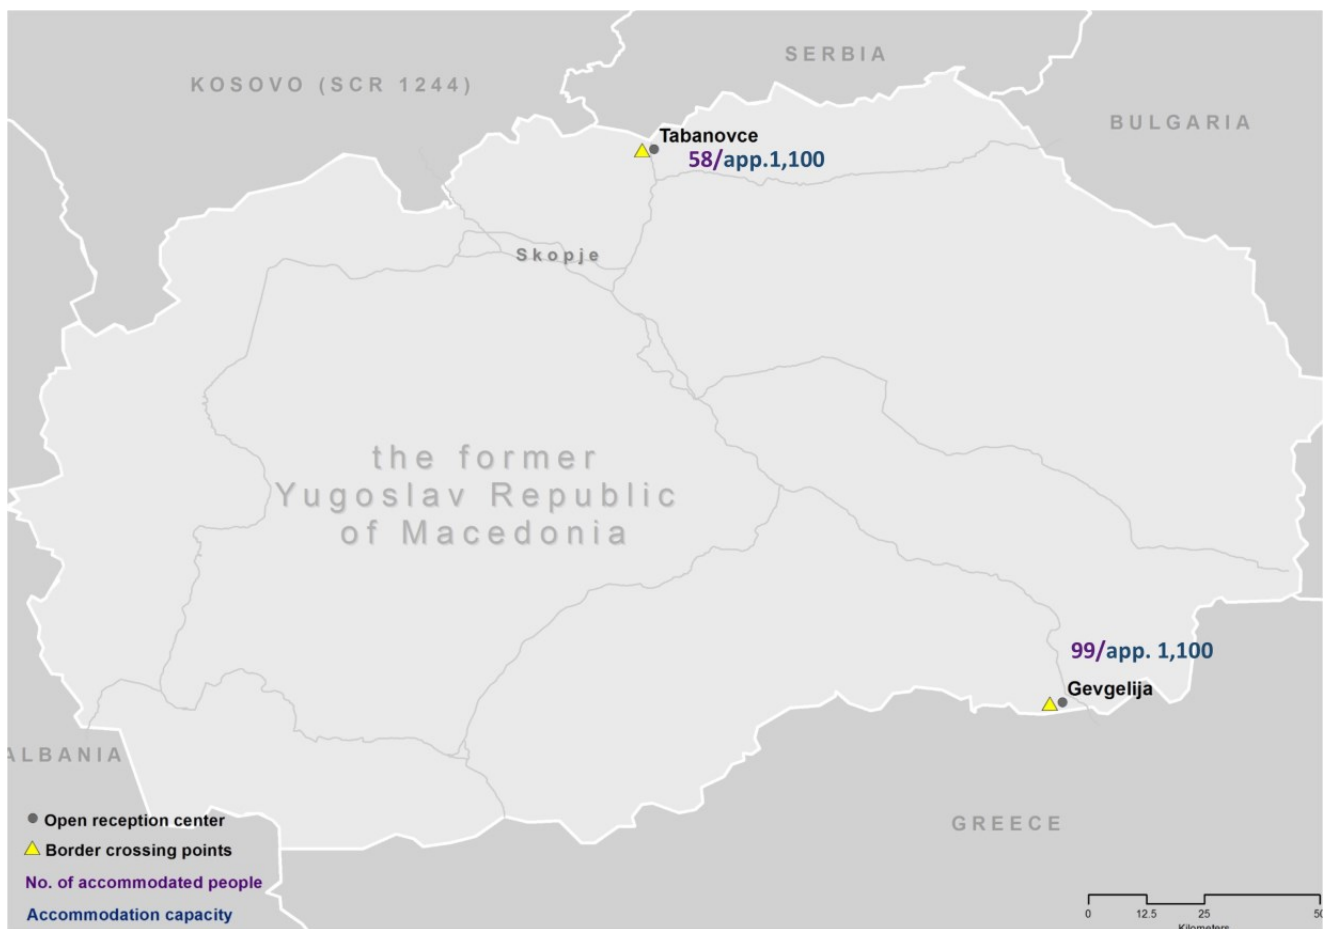 SERBIA
KOSOVO (SCR 1244)
BULGARIA
Tabanovce
58/app.1,100
Skopje
the former
Yugoslav Republic
of Macedonia
99/app. 1,100
Gevgelija
ALBANIA
GREECE
Open reception center
Border crossing points
No. of accommodated people
Accommodation capacity
0 12.5 25 50
Kilometers